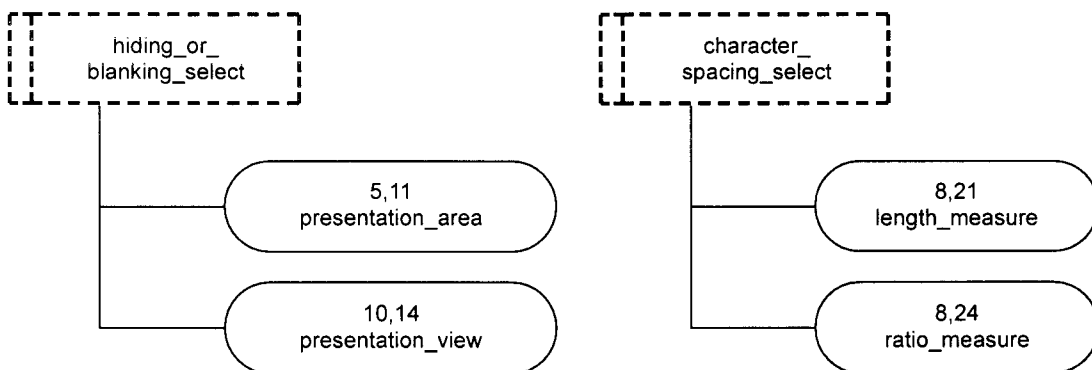 hiding_or_
blanking_select
5,11
presentation_area
10,14
presentation_view
character_
spacing_select
8,21
length_measure
8,24
ratio_measure